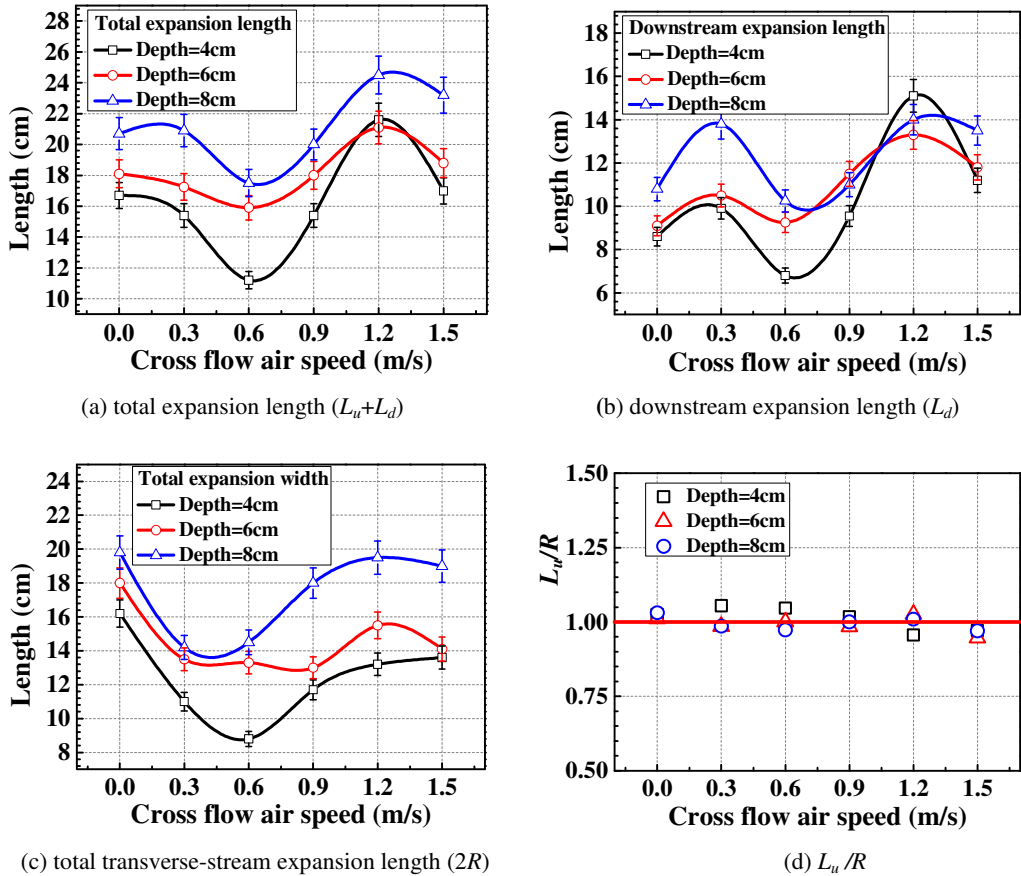 Total expansion length
Depth=4cm
Depth=6cm
Depth=8cm
Length (cm)
10
12
14
16
18
20
22
24
26
0.0 0.3 0.6 0.9 1.2 1.5
Cross flow air speed (m/s)
(a) total expansion length (Lu+Ld)
Downstream expansion length
Depth=4cm
Depth=6cm
Depth=8cm
Length (cm)
6
8
10
12
14
16
18
0.0 0.3 0.6 0.9 1.2 1.5
Cross flow air speed (m/s)
(b) downstream expansion length (Ld)
Total expansion width
Depth=4cm
Depth=6cm
Depth=8cm
Length (cm)
8
10
12
14
16
18
20
22
24
0.0 0.3 0.6 0.9 1.2 1.5
Cross flow air speed (m/s)
(c) total transverse-stream expansion length (2R)
Depth=4cm
Depth=6cm
Depth=8cm
Lu/R
0.50
0.75
1.00
1.25
1.50
0.0 0.3 0.6 0.9 1.2 1.5
Cross flow air speed (m/s)
(d) Lu /R